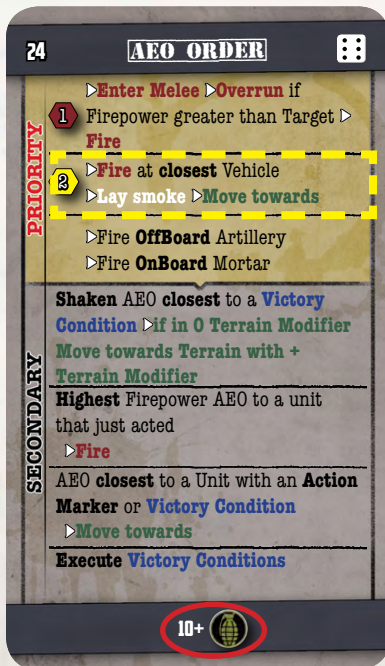 24 AEO ORDER
▷Enter Melee ▷Overrun if
1 Firepower greater than Target ▷
Fire
PRIORITY
2 ▷Fire at closest Vehicle
▷Lay smoke ▷Move towards
▷Fire OffBoard Artillery
▷Fire OnBoard Mortar
SECONDARY
Shaken AEO closest to a Victory
Condition ▷if in 0 Terrain Modifier
Move towards Terrain with +
Terrain Modifier
Highest Firepower AEO to a unit
that just acted
▷Fire
AEO closest to a Unit with an Action
Marker or Victory Condition
▷Move towards
Execute Victory Conditions
10+